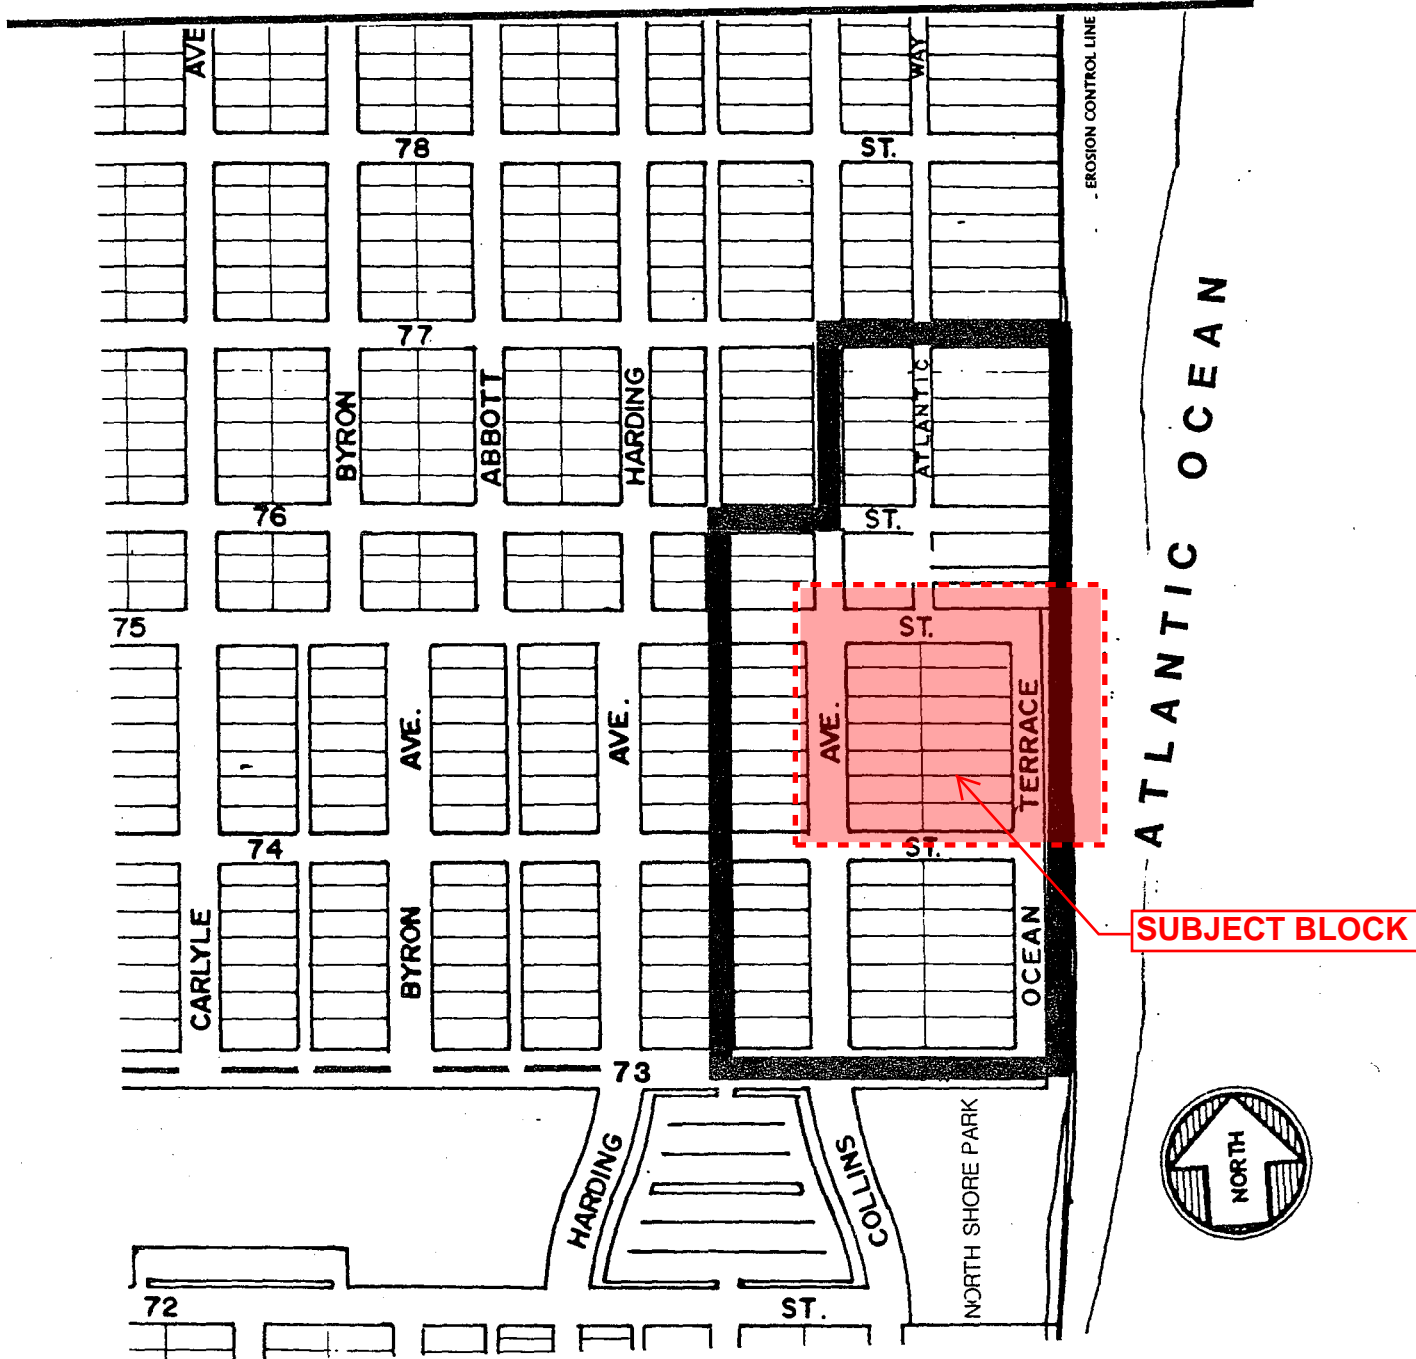 AVE
WAY
EROSION CONTROL LINE
78
ST.
77
BYRON
ABBOTT
HARDING
ATLANTIC
ATLANTIC OCEAN
76
ST.
75
ST.
AVE.
AVE.
AVE.
TERRACE
74
ST.
SUBJECT BLOCK
CARLYLE
BYRON
OCEAN
73
HARDING
COLLINS
NORTH SHORE PARK
NORTH
72
ST.